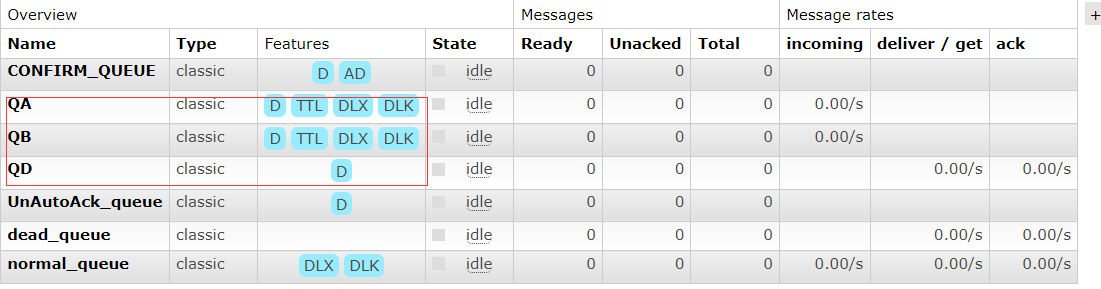 Overview Messages Message rates +
Name Type Features State Ready Unacked Total incoming deliver / get ack
CONFIRM_QUEUE classic D AD idle 0 0 0
QA classic D TTL DLX DLK idle 0 0 0 0.00/s
QB classic D TTL DLX DLK idle 0 0 0 0.00/s
QD classic D idle 0 0 0 0.00/s 0.00/s
UnAutoAck_queue classic D idle 0 0 0
dead_queue classic idle 0 0 0 0.00/s 0.00/s
normal_queue classic DLX DLK idle 0 0 0 0.00/s 0.00/s 0.00/s